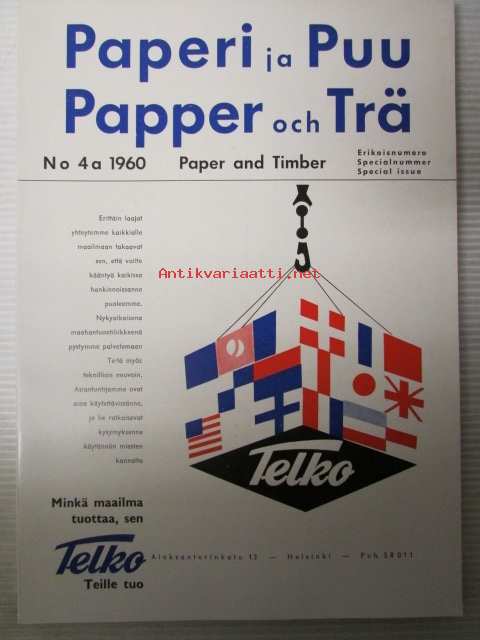 Paperi ja Puu
Papper och Trä
No 4a 1960 Paper and Timber
Erikoisnumero
Specialnummer
Special issue
Erittäin laajat
yhteytemme kaikkialle
maailmaan takaavat
sen, että voitte
kääntyä kaikissa
hankinnoissanne
puoleemme.
Nykyaikaisena
maahantuontiliikkeenä
pystymme palvelemaan
Teitä myös
teknillisin neuvoin.
Asiantuntijamme ovat
aina käytettävissänne,
ja he ratkaisevat
kysymyksenne
käytännön miesten
kannalta
Antikvariaatti.net
Telko
Minkä maailma
tuottaa, sen
Telko
Teille tuo
Aleksanterinkatu 13 — Helsinki — Puh. 58011